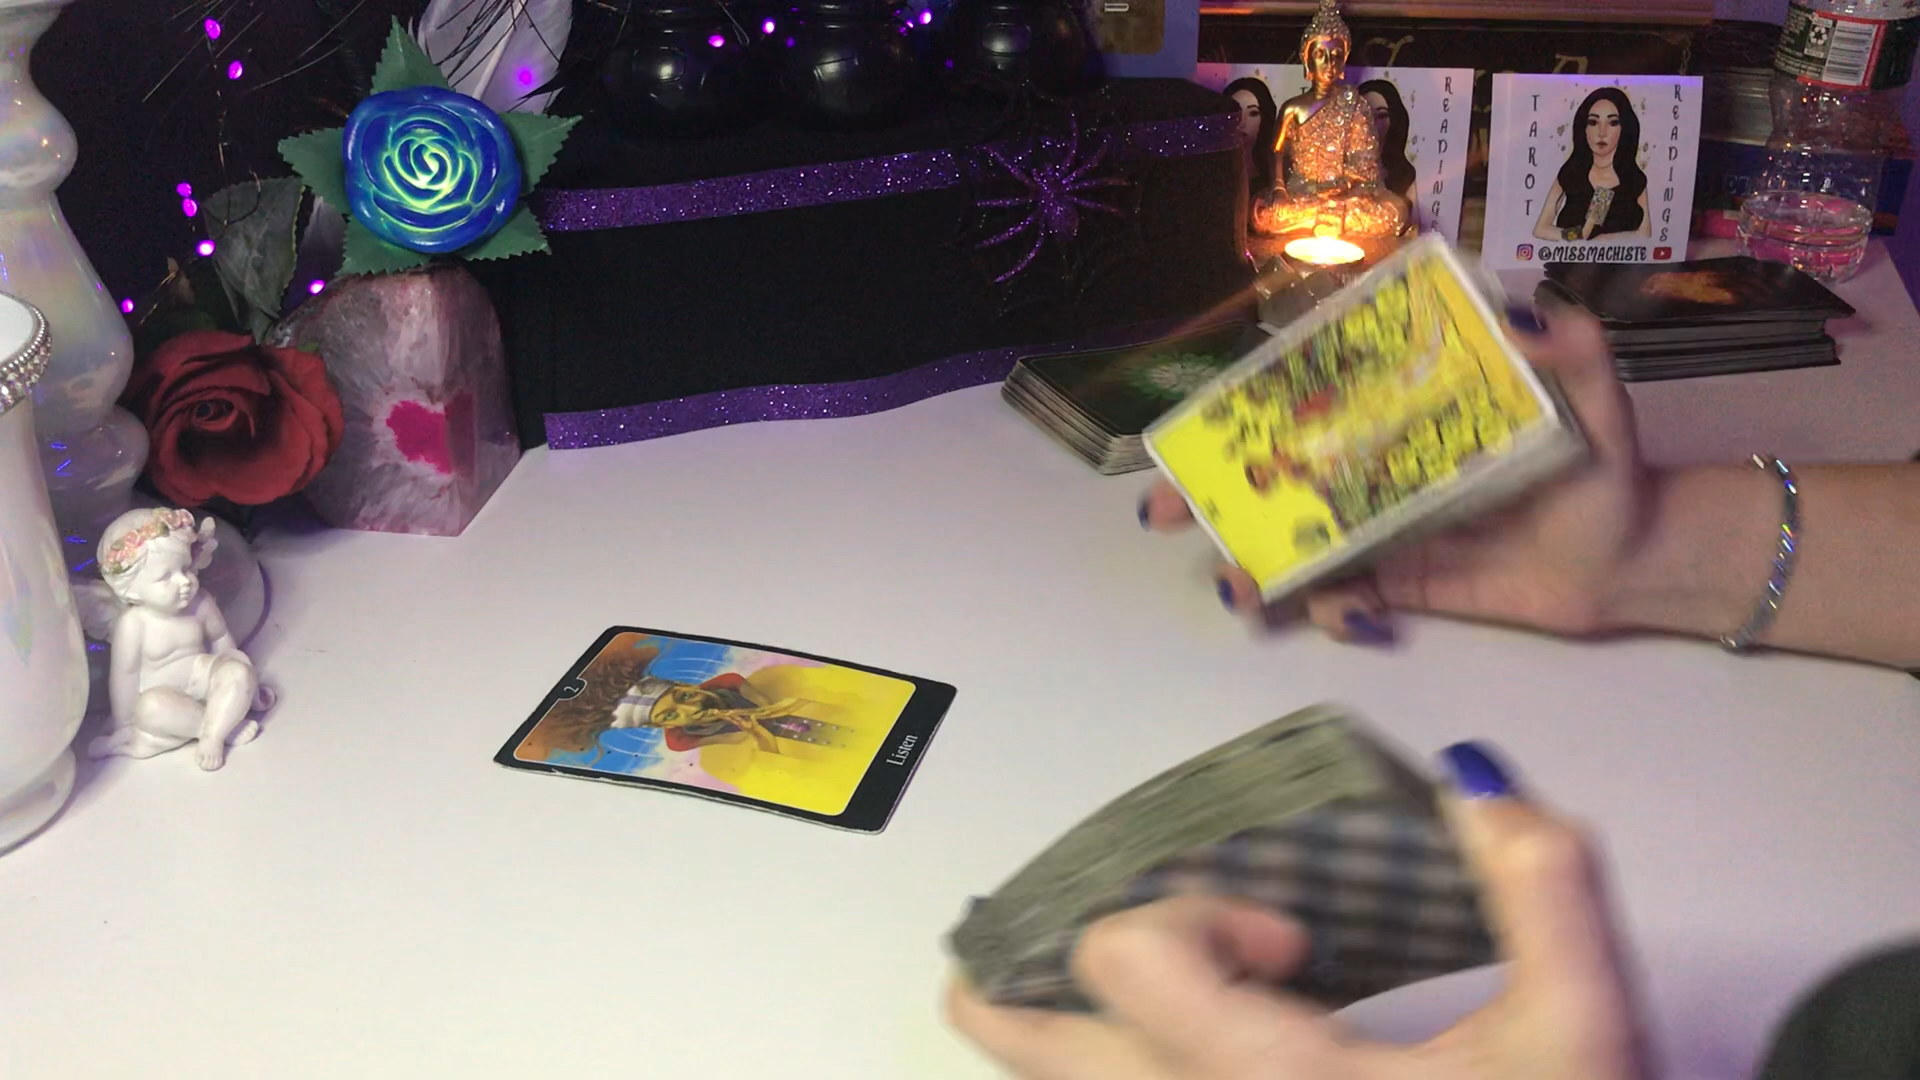 TAROT
READINGS
@MISSMACHISTE
READINGS
2
Listen